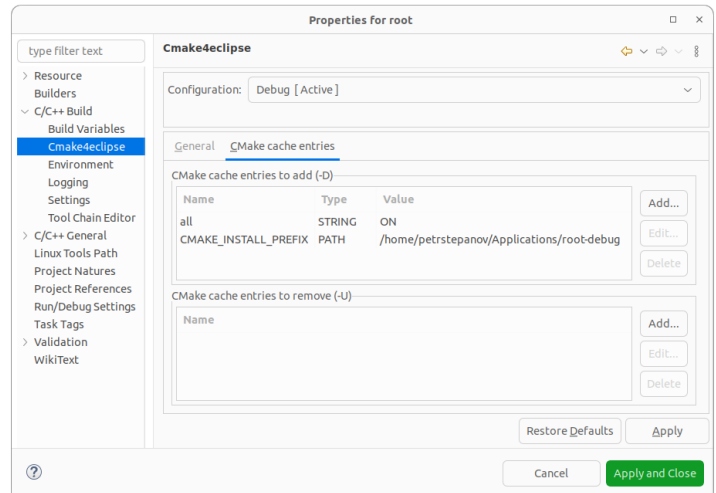 Properties for root
type filter text
Resource
Builders
C/C++ Build
Build Variables
Cmake4eclipse
Environment
Logging
Settings
Tool Chain Editor
C/C++ General
Linux Tools Path
Project Natures
Project References
Run/Debug Settings
Task Tags
Validation
WikiText
Cmake4eclipse
Configuration: Debug [ Active ]
General CMake cache entries
CMake cache entries to add (-D)
Name Type Value
all STRING ON
CMAKE_INSTALL_PREFIX PATH /home/petrstepanov/Applications/root-debug
Add...
Edit...
Delete
CMake cache entries to remove (-U)
Name
Add...
Edit...
Delete
Restore Defaults Apply
Cancel Apply and Close